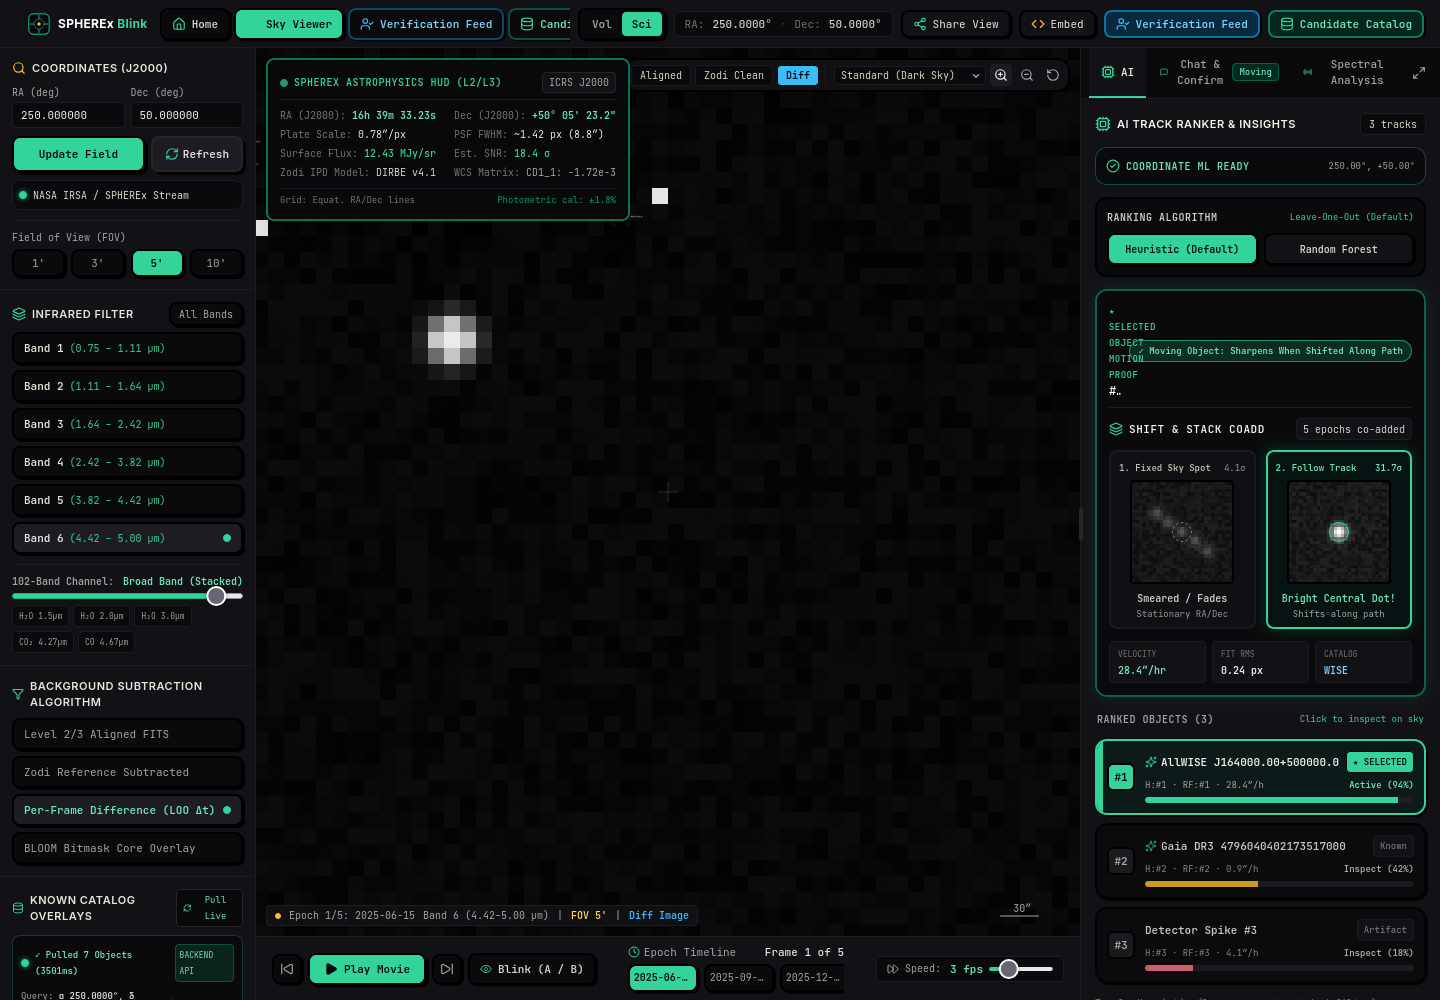 SPHEREx Blink
Home
Sky Viewer
Verification Feed
Candi
Vol
Sci
RA: 250.0000° · Dec: 50.0000°
Share View
Embed
Verification Feed
Candidate Catalog
COORDINATES (J2000)
RA (deg)
Dec (deg)
250.000000
50.000000
Update Field
Refresh
NASA IRSA / SPHEREx Stream
Field of View (FOV)
1'
3'
5'
10'
INFRARED FILTER
All Bands
Band 1 (0.75 – 1.11 µm)
Band 2 (1.11 – 1.64 µm)
Band 3 (1.64 – 2.42 µm)
Band 4 (2.42 – 3.82 µm)
Band 5 (3.82 – 4.42 µm)
Band 6 (4.42 – 5.00 µm)
102-Band Channel: Broad Band (Stacked)
H₂O 1.5µm
H₂O 2.0µm
H₂O 3.0µm
CO₂ 4.27µm
CO 4.67µm
BACKGROUND SUBTRACTION
ALGORITHM
Level 2/3 Aligned FITS
Zodi Reference Subtracted
Per-Frame Difference (LOO Δt)
BLOOM Bitmask Core Overlay
KNOWN CATALOG
OVERLAYS
Pull
Live
✓ Pulled 7 Objects
(3501ms)
BACKEND
API
Query: α 250.0000°, δ
SPHEREX ASTROPHYSICS HUD (L2/L3)
ICRS J2000
RA (J2000): 16h 39m 33.23s
Dec (J2000): +50° 05' 23.2"
Plate Scale: 0.78″/px
PSF FWHM: ~1.42 px (8.8″)
Surface Flux: 12.43 MJy/sr
Est. SNR: 18.4 σ
Zodi IPD Model: DIRBE v4.1
WCS Matrix: CD1_1: -1.72e-3
Grid: Equat. RA/Dec lines
Photometric cal: ±1.8%
Aligned
Zodi Clean
Diff
Standard (Dark Sky)
Epoch 1/5: 2025-06-15 Band 6 (4.42–5.00 µm) | FOV 5' | Diff Image
30″
Play Movie
Blink (A / B)
Epoch Timeline
Frame 1 of 5
2025-06-…
2025-09-…
2025-12-…
Speed: 3 fps
AI
Chat &
Confirm
Moving
Spectral
Analysis
AI TRACK RANKER & INSIGHTS
3 tracks
COORDINATE ML READY
250.00°, +50.00°
RANKING ALGORITHM
Leave-One-Out (Default)
Heuristic (Default)
Random Forest
★
SELECTED
OBJECT
MOTION
PROOF
#…
✓ Moving Object: Sharpens When Shifted Along Path
SHIFT & STACK COADD
5 epochs co-added
1. Fixed Sky Spot 4.1σ
Smeared / Fades
Stationary RA/Dec
2. Follow Track 31.7σ
Bright Central Dot!
Shifts along path
VELOCITY
28.4″/hr
FIT RMS
0.24 px
CATALOG
WISE
RANKED OBJECTS (3)
Click to inspect on sky
#1
AllWISE J164000.00+500000.0
★ SELECTED
H:#1 · RF:#1 · 28.4″/h
Active (94%)
#2
Gaia DR3 4796040402173517000
Known
H:#2 · RF:#2 · 0.9″/h
Inspect (42%)
#3
Detector Spike #3
Artifact
H:#3 · RF:#3 · 4.1″/h
Inspect (18%)